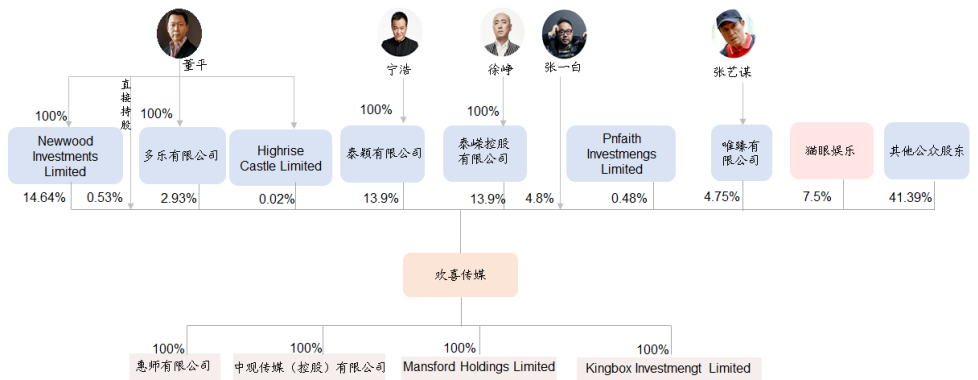 董平
宁浩
徐峥
张一白
张艺谋
直接持股
100%
100%
100%
100%
Newwood
Investments
Limited
多乐有限公司
Highrise
Castle Limited
泰颖有限公司
泰嵘控股
有限公司
Pnfaith
Investmengs
Limited
唯臻有
限公司
猫眼娱乐
其他公众股东
14.64%
0.53%
2.93%
0.02%
13.9%
13.9%
4.8%
0.48%
4.75%
7.5%
41.39%
欢喜传媒
100%
100%
100%
100%
惠师有限公司
中观传媒（控股）有限公司
Mansford Holdings Limited
Kingbox Investmengt Limited